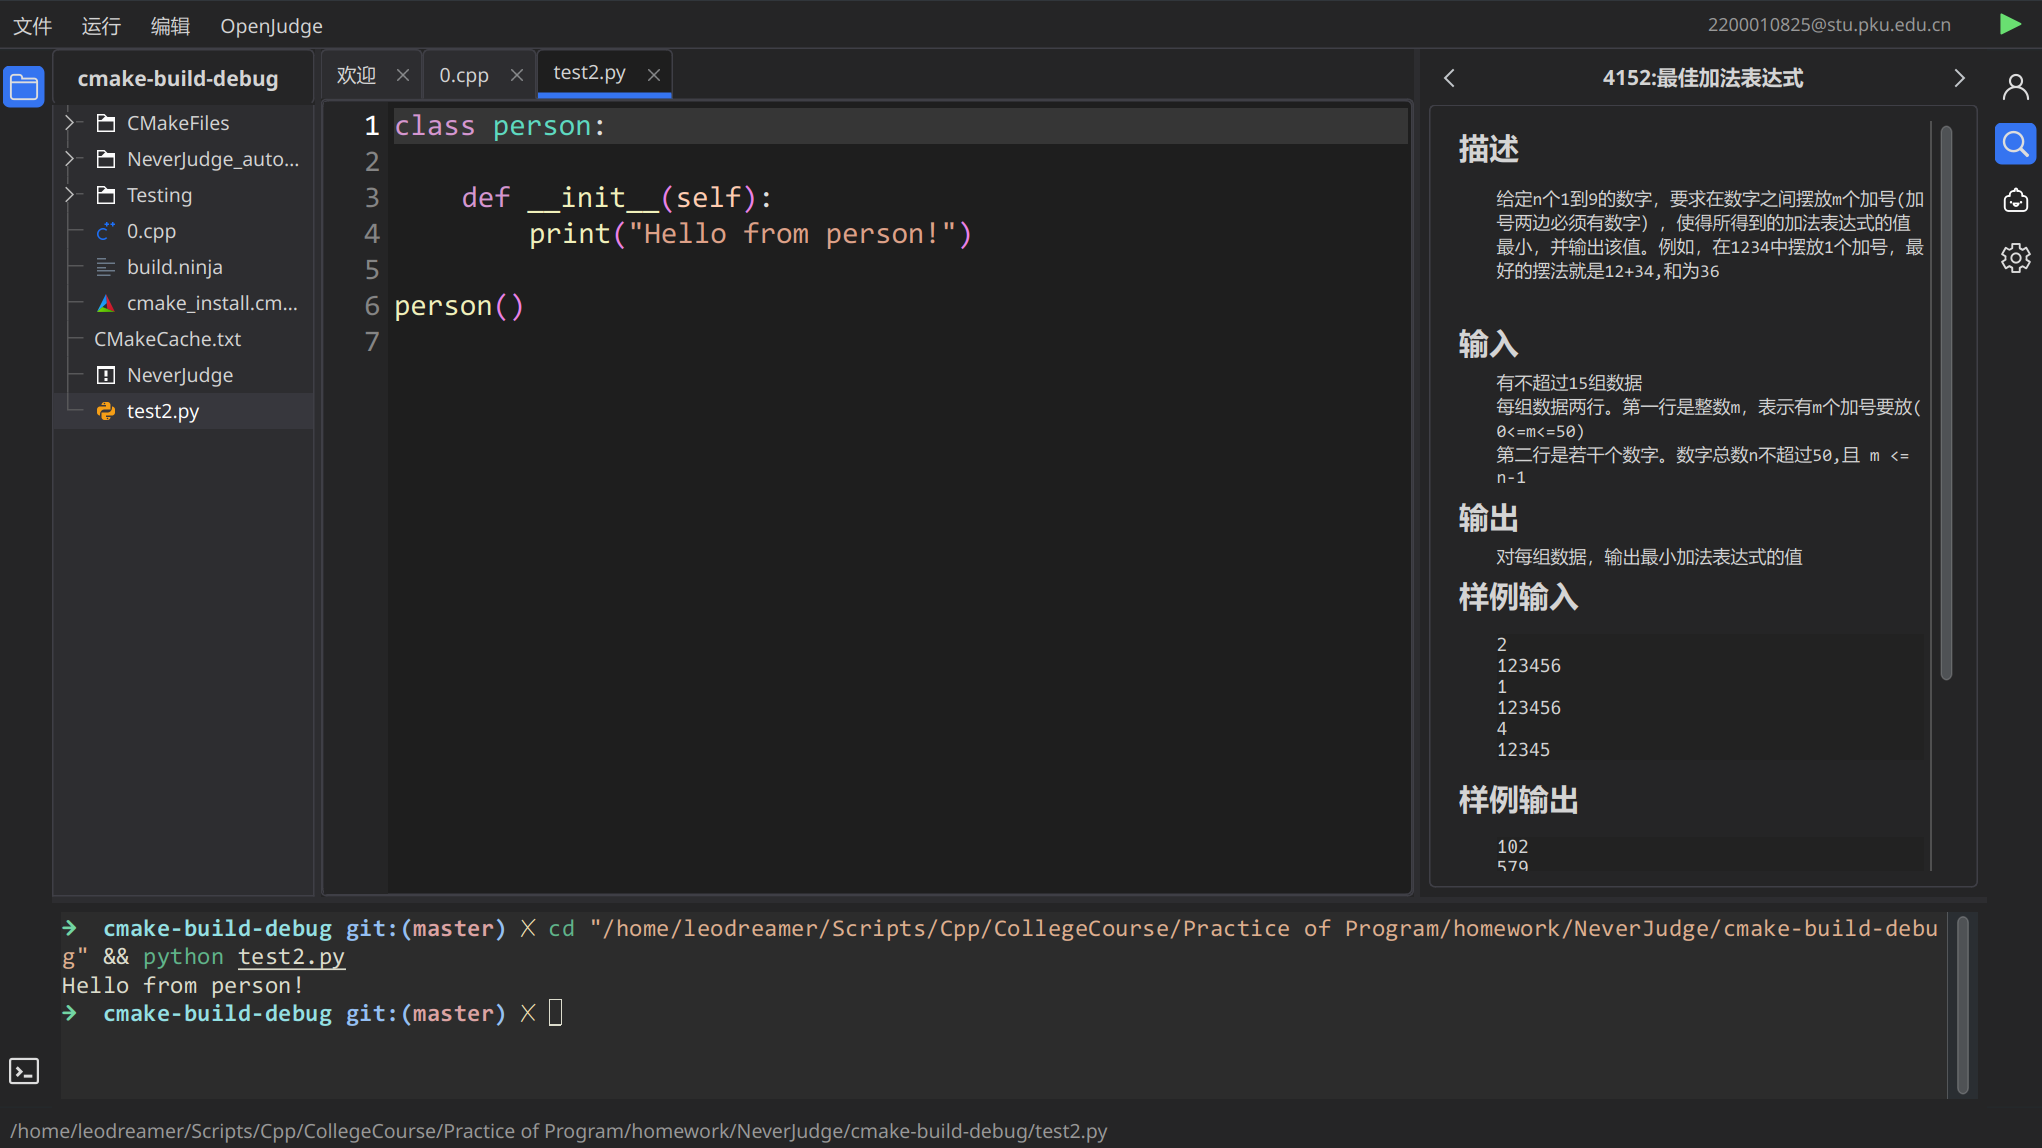 文件 运行 编辑 OpenJudge 2200010825@stu.pku.edu.cn
cmake-build-debug
CMakeFiles
NeverJudge_auto...
Testing
0.cpp
build.ninja
cmake_install.cm...
CMakeCache.txt
NeverJudge
test2.py
欢迎 0.cpp test2.py
1 class person:
2
3     def __init__(self):
4         print("Hello from person!")
5
6 person()
7
4152:最佳加法表达式
描述
给定n个1到9的数字，要求在数字之间摆放m个加号(加
号两边必须有数字），使得所得到的加法表达式的值
最小，并输出该值。例如，在1234中摆放1个加号，最
好的摆法就是12+34,和为36
输入
有不超过15组数据
每组数据两行。第一行是整数m，表示有m个加号要放(
0<=m<=50)
第二行是若干个数字。数字总数n不超过50,且 m <=
n-1
输出
对每组数据，输出最小加法表达式的值
样例输入
2
123456
1
123456
4
12345
样例输出
102
579
➜  cmake-build-debug git:(master) ✗ cd "/home/leodreamer/Scripts/Cpp/CollegeCourse/Practice of Program/homework/NeverJudge/cmake-build-debu
g" && python test2.py
Hello from person!
➜  cmake-build-debug git:(master) ✗
/home/leodreamer/Scripts/Cpp/CollegeCourse/Practice of Program/homework/NeverJudge/cmake-build-debug/test2.py